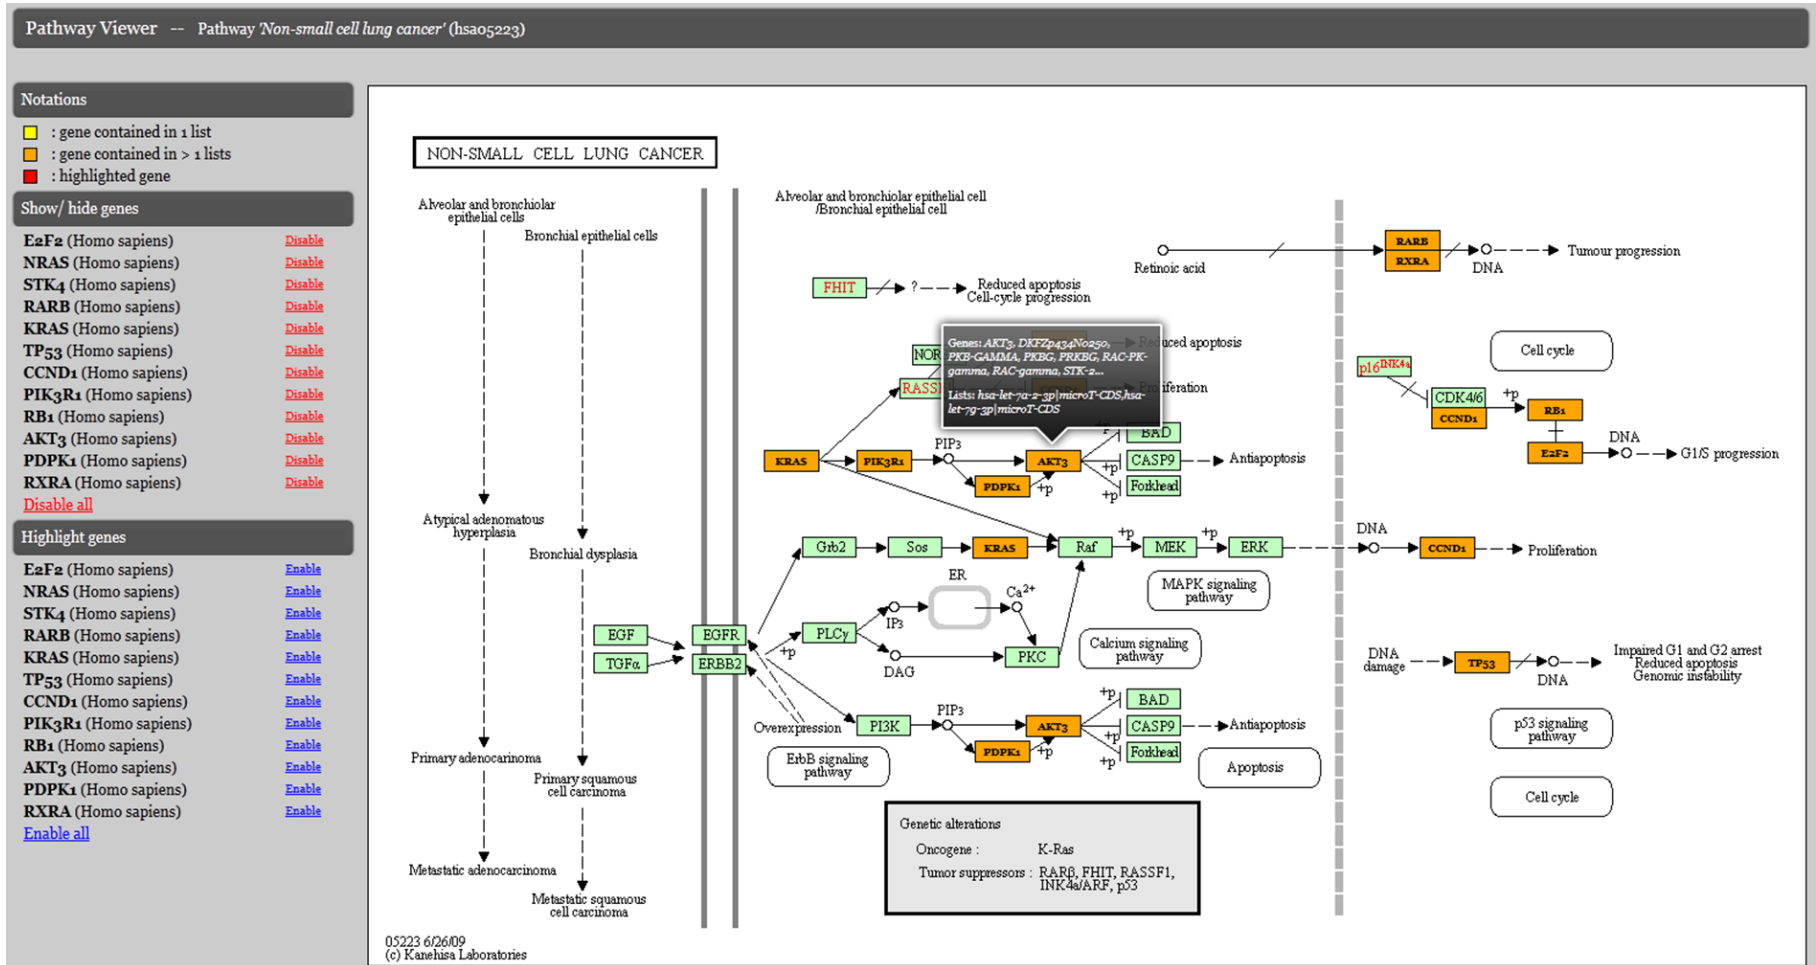 Pathway Viewer -- Pathway 'Non-small cell lung cancer' (hsa05223)
Notations
: gene contained in 1 list
: gene contained in > 1 lists
: highlighted gene
Show/ hide genes
E2F2 (Homo sapiens) Disable
NRAS (Homo sapiens) Disable
STK4 (Homo sapiens) Disable
RARB (Homo sapiens) Disable
KRAS (Homo sapiens) Disable
TP53 (Homo sapiens) Disable
CCND1 (Homo sapiens) Disable
PIK3R1 (Homo sapiens) Disable
RB1 (Homo sapiens) Disable
AKT3 (Homo sapiens) Disable
PDPK1 (Homo sapiens) Disable
RXRA (Homo sapiens) Disable
Disable all
Highlight genes
E2F2 (Homo sapiens) Enable
NRAS (Homo sapiens) Enable
STK4 (Homo sapiens) Enable
RARB (Homo sapiens) Enable
KRAS (Homo sapiens) Enable
TP53 (Homo sapiens) Enable
CCND1 (Homo sapiens) Enable
PIK3R1 (Homo sapiens) Enable
RB1 (Homo sapiens) Enable
AKT3 (Homo sapiens) Enable
PDPK1 (Homo sapiens) Enable
RXRA (Homo sapiens) Enable
Enable all
NON-SMALL CELL LUNG CANCER
Alveolar and bronchiolar
epithelial cells
Bronchial epithelial cells
Atypical adenomatous
hyperplasia
Bronchial dysplasia
Primary adenocarcinoma
Primary squamous
cell carcinoma
Metastatic adenocarcinoma
Metastatic squamous
cell carcinoma
Alveolar and bronchiolar epithelial cell
/Bronchial epithelial cell
Retinoic acid
RARB
RXRA
DNA
Tumour progression
FHIT
?
Reduced apoptosis
Cell-cycle progression
Genes: AKT3, DKFZp434N0250,
PKB-GAMMA, PKBG, PRKBG, RAC-PK-
gamma, RAC-gamma, STK-2...
Lists: hsa-let-7a-2-3p|microT-CDS,hsa-
let-7g-3p|microT-CDS
NOR
Reduced apoptosis
RASS
Proliferation
Cell cycle
p16INK4a
CDK4/6
CCND1
+p
RB1
E2F2
DNA
G1/S progression
KRAS
PIK3R1
PIP3
PDPK1
+p
AKT3
+p
+p
+p
BAD
CASP9
Forkhead
Antiapoptosis
Grb2
Sos
KRAS
Raf
+p
MEK
+p
ERK
DNA
CCND1
Proliferation
MAPK signaling
pathway
ER
IP3
Ca2+
EGF
TGFα
EGFR
ERBB2
+p
PLCγ
DAG
PKC
Calcium signaling
pathway
DNA
damage
TP53
DNA
Impaired G1 and G2 arrest
Reduced apoptosis
Genomic instability
Overexpression
PI3K
PIP3
PDPK1
+p
AKT3
+p
+p
+p
BAD
CASP9
Forkhead
Antiapoptosis
ErbB signaling
pathway
Apoptosis
p53 signaling
pathway
Cell cycle
Genetic alterations
Oncogene : K-Ras
Tumor suppressors : RARβ, FHIT, RASSF1,
INK4a/ARF, p53
05223 6/26/09
(c) Kanehisa Laboratories